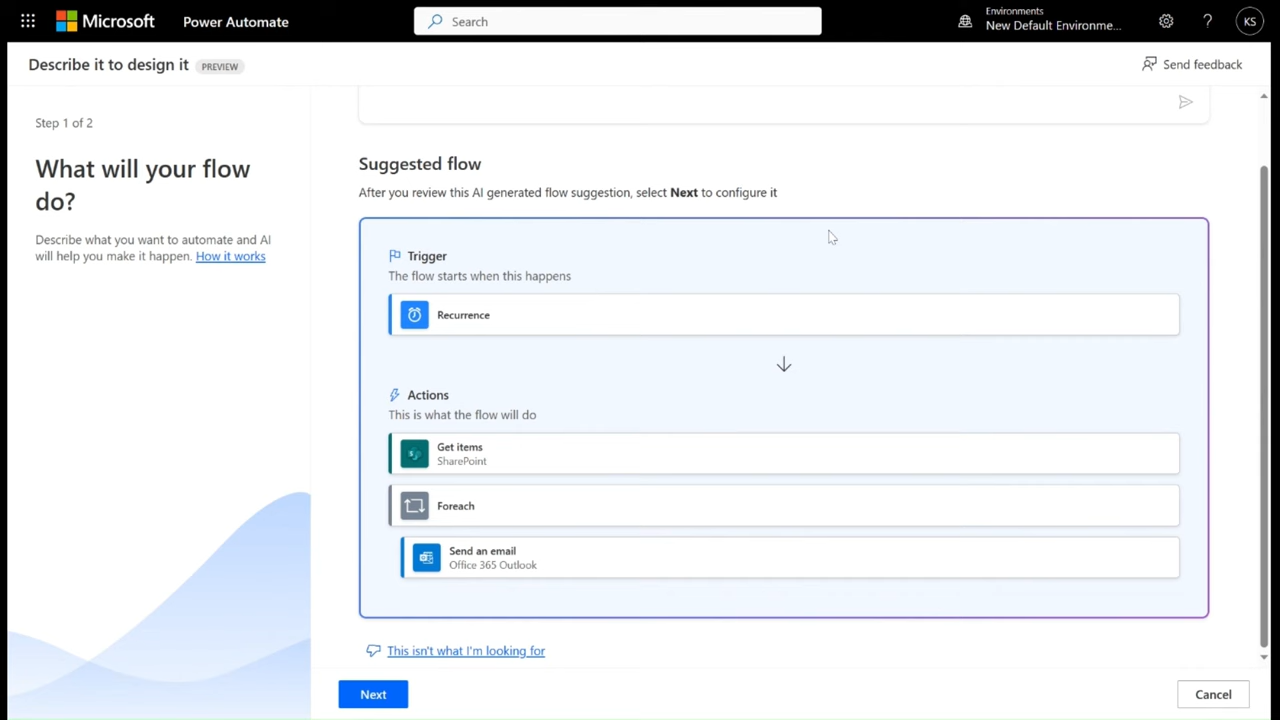 Microsoft Power Automate
Search
Environments
New Default Environme...
?
KS
Describe it to design it PREVIEW
Send feedback
Step 1 of 2
What will your flow
do?
Describe what you want to automate and AI
will help you make it happen. How it works
Suggested flow
After you review this AI generated flow suggestion, select Next to configure it
Trigger
The flow starts when this happens
Recurrence
Actions
This is what the flow will do
Get items
SharePoint
Foreach
Send an email
Office 365 Outlook
This isn't what I'm looking for
Next
Cancel